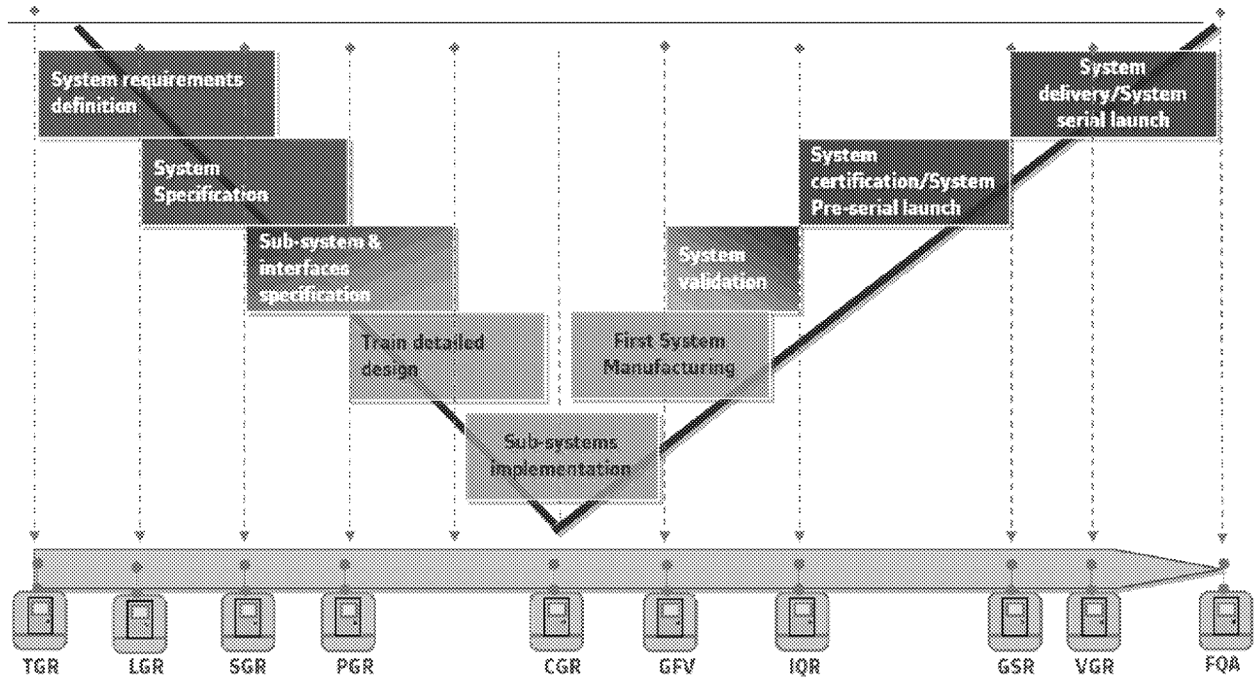 System requirements
definition
System
Specification
Sub-system &
interfaces
specification
Train detailed
design
Sub-systems
implementation
First System
Manufacturing
System
validation
System
certification/System
Pre-serial launch
System
delivery/System
serial launch
TGR
LGR
SGR
PGR
CGR
GFV
IQR
GSR
VGR
FQA